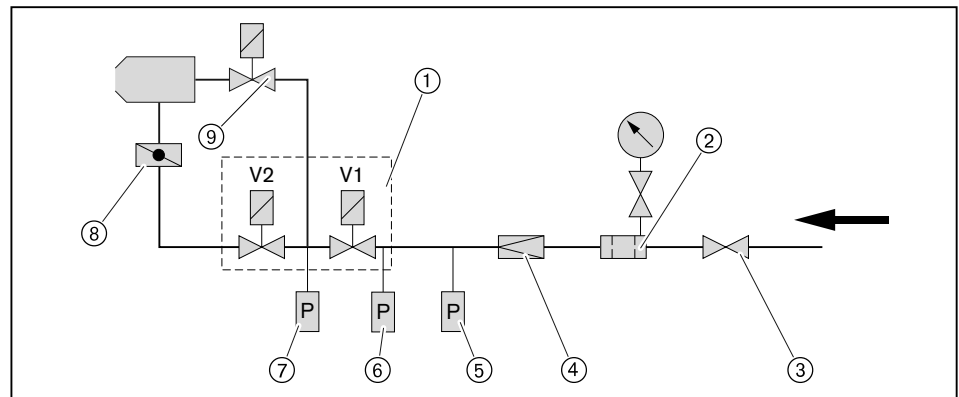 ①
⑨
②
V2 V1
⑧
P P P
⑦ ⑥ ⑤ ④ ③